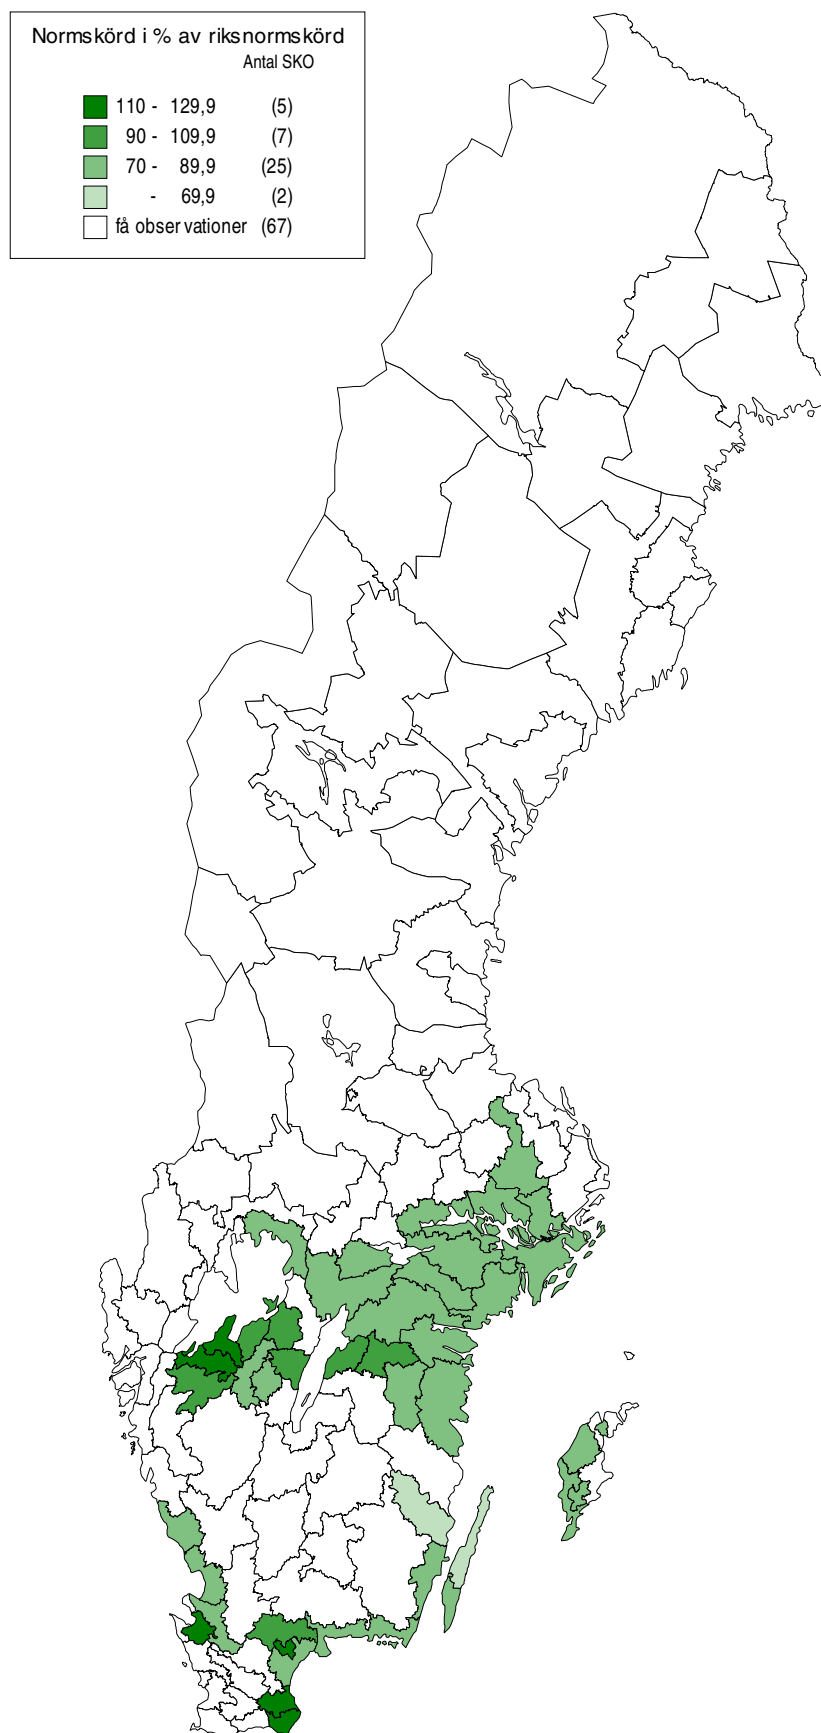 Normskörd i % av riksnormskörd
Antal SKO
110 - 129,9 (5)
90 - 109,9 (7)
70 - 89,9 (25)
- 69,9 (2)
få observationer (67)